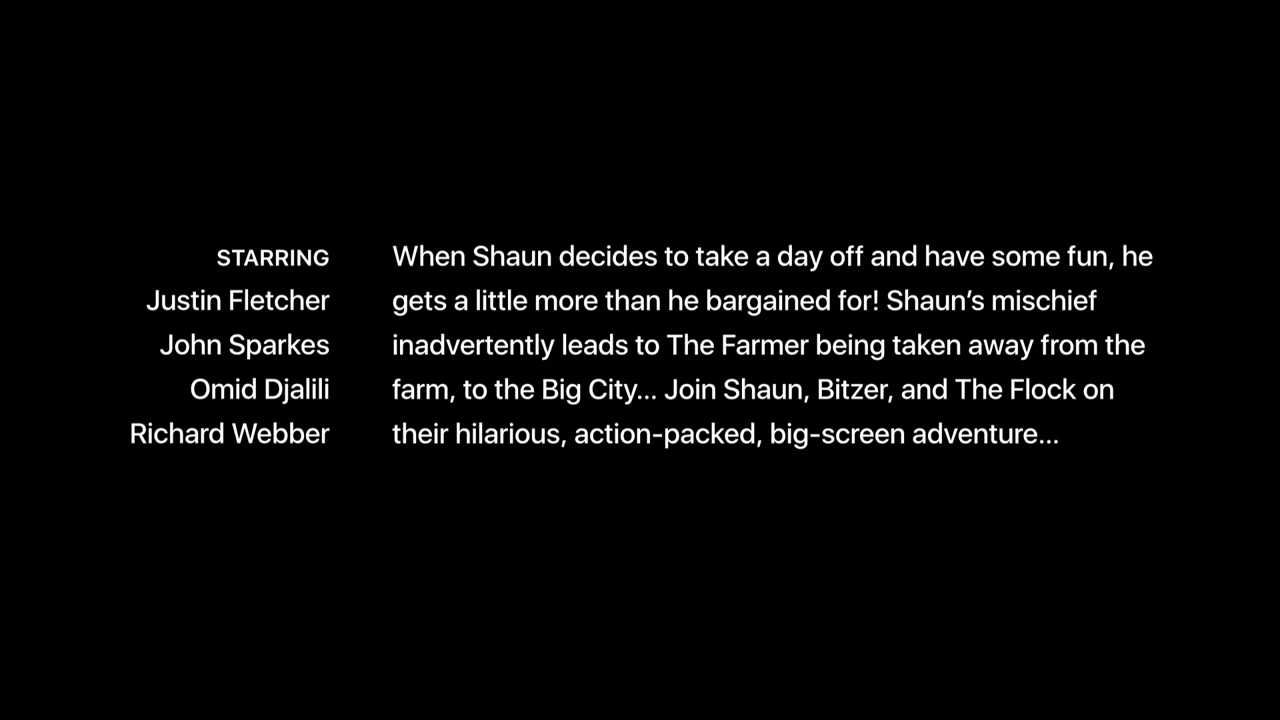 STARRING
Justin Fletcher
John Sparkes
Omid Djalili
Richard Webber
When Shaun decides to take a day off and have some fun, he
gets a little more than he bargained for! Shaun’s mischief
inadvertently leads to The Farmer being taken away from the
farm, to the Big City... Join Shaun, Bitzer, and The Flock on
their hilarious, action-packed, big-screen adventure...